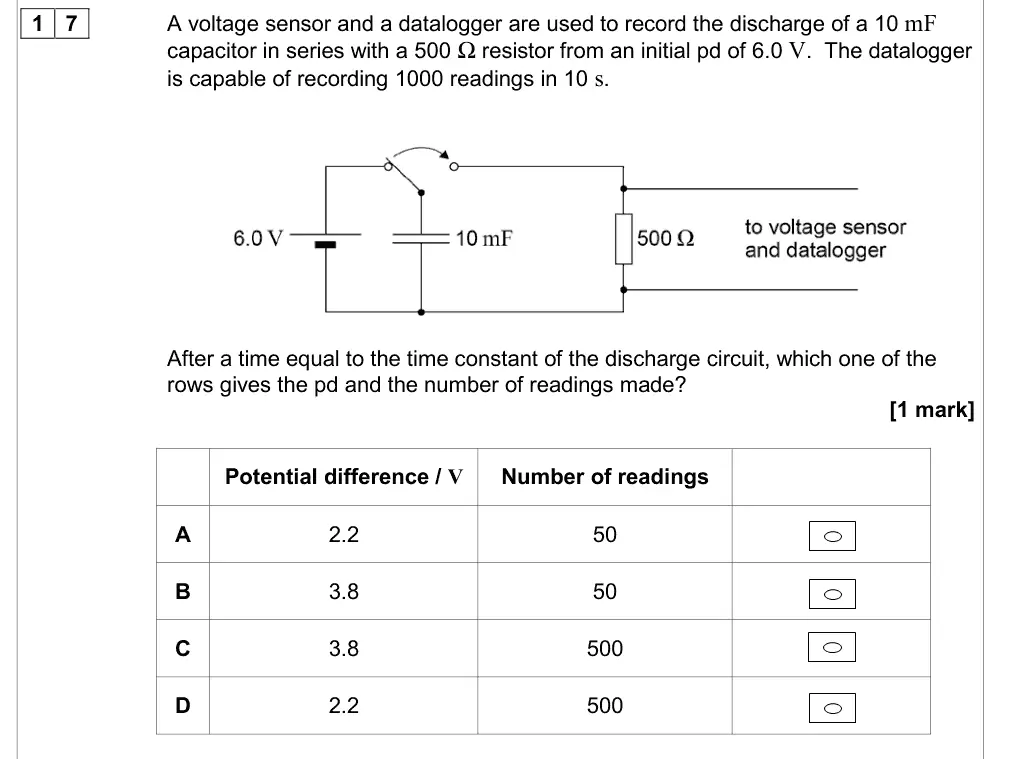 1 7
A voltage sensor and a datalogger are used to record the discharge of a 10 mF
capacitor in series with a 500 Ω resistor from an initial pd of 6.0 V. The datalogger
is capable of recording 1000 readings in 10 s.
6.0 V
10 mF
500 Ω
to voltage sensor
and datalogger
After a time equal to the time constant of the discharge circuit, which one of the
rows gives the pd and the number of readings made?
[1 mark]
Potential difference / V Number of readings
A 2.2 50
B 3.8 50
C 3.8 500
D 2.2 500